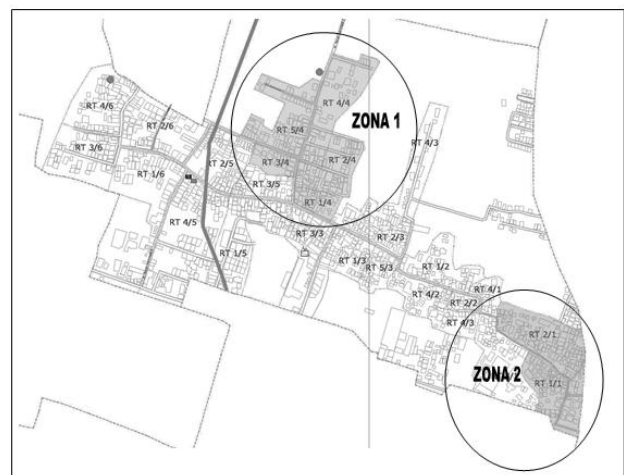 RT 4/6
RT 2/6
RT 3/6
RT 1/6
RT 4/4
ZONA 1
RT 5/4
RT 3/4
RT 2/4
RT 4/3
RT 2/5
RT 3/5
RT 1/4
RT 4/5
RT 1/5
RT 3/3
RT 2/3
RT 1/3
RT 5/3
RT 1/2
RT 4/2
RT 4/1
RT 2/2
RT 4/3
RT 2/1
ZONA 2
RT 1/1